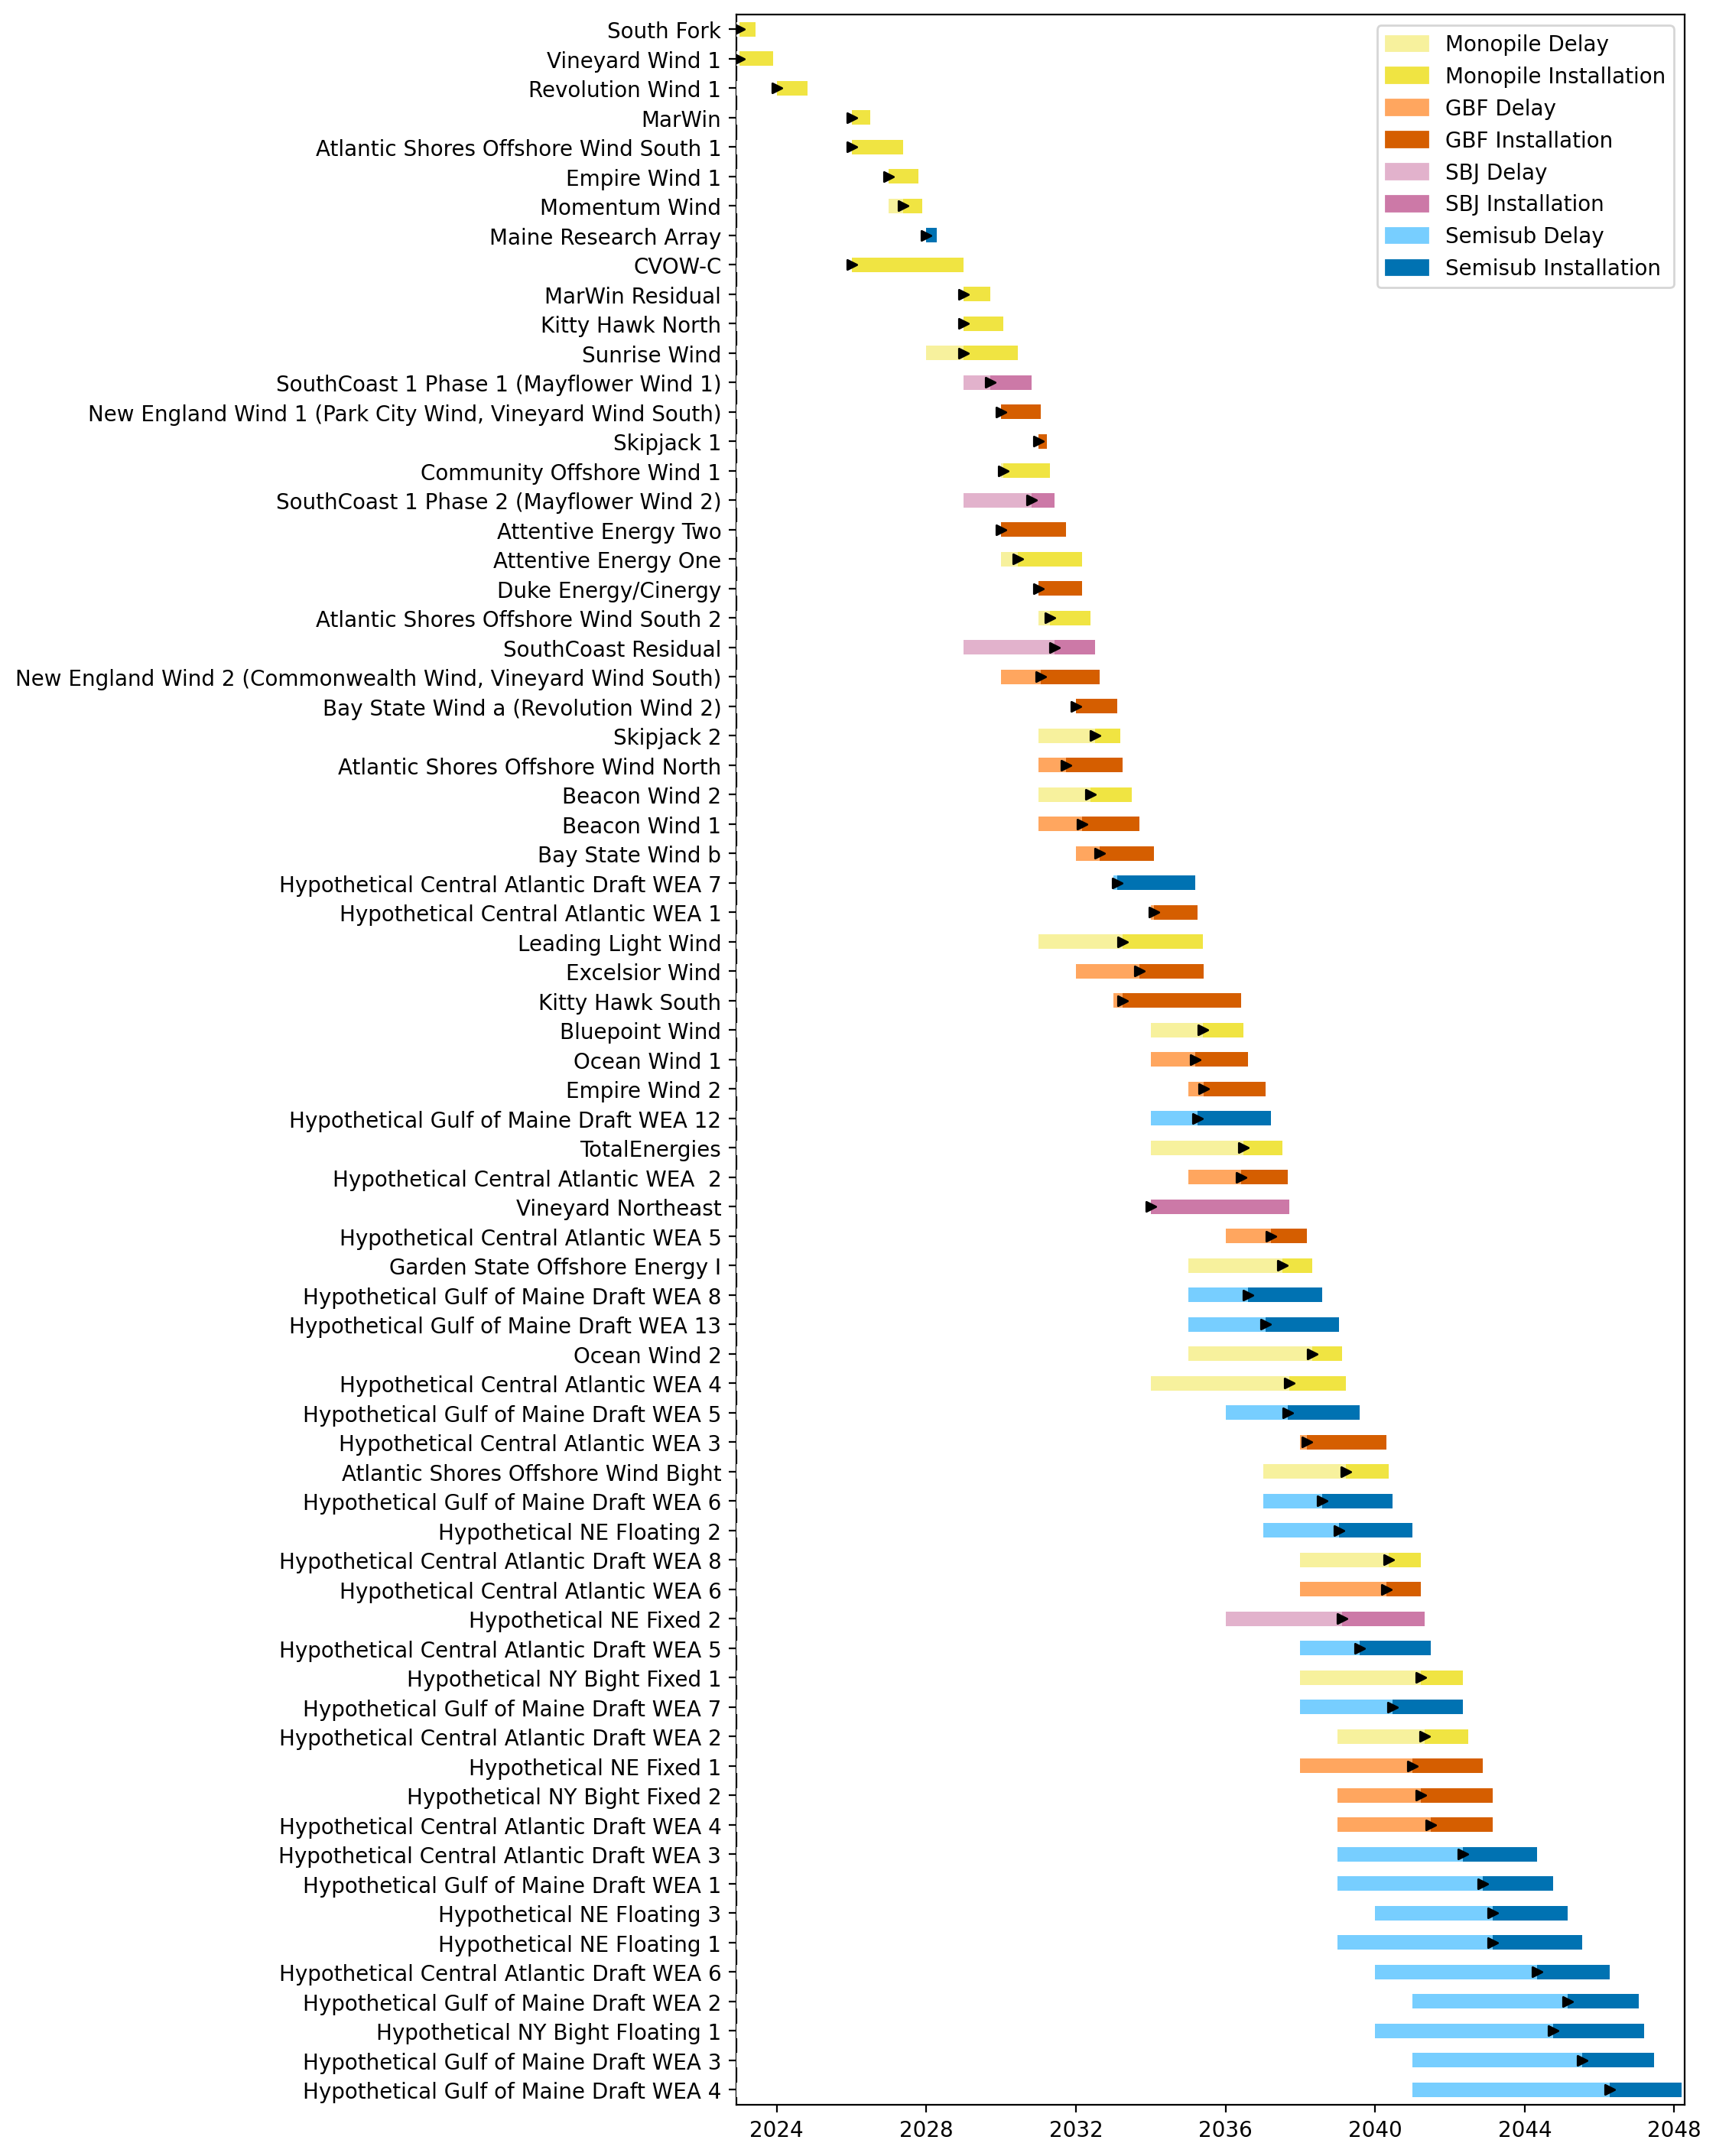 South Fork
Vineyard Wind 1
Revolution Wind 1
MarWin
Atlantic Shores Offshore Wind South 1
Empire Wind 1
Momentum Wind
Maine Research Array
CVOW-C
MarWin Residual
Kitty Hawk North
Sunrise Wind
SouthCoast 1 Phase 1 (Mayflower Wind 1)
New England Wind 1 (Park City Wind, Vineyard Wind South)
Skipjack 1
Community Offshore Wind 1
SouthCoast 1 Phase 2 (Mayflower Wind 2)
Attentive Energy Two
Attentive Energy One
Duke Energy/Cinergy
Atlantic Shores Offshore Wind South 2
SouthCoast Residual
New England Wind 2 (Commonwealth Wind, Vineyard Wind South)
Bay State Wind a (Revolution Wind 2)
Skipjack 2
Atlantic Shores Offshore Wind North
Beacon Wind 2
Beacon Wind 1
Bay State Wind b
Hypothetical Central Atlantic Draft WEA 7
Hypothetical Central Atlantic WEA 1
Leading Light Wind
Excelsior Wind
Kitty Hawk South
Bluepoint Wind
Ocean Wind 1
Empire Wind 2
Hypothetical Gulf of Maine Draft WEA 12
TotalEnergies
Hypothetical Central Atlantic WEA  2
Vineyard Northeast
Hypothetical Central Atlantic WEA 5
Garden State Offshore Energy I
Hypothetical Gulf of Maine Draft WEA 8
Hypothetical Gulf of Maine Draft WEA 13
Ocean Wind 2
Hypothetical Central Atlantic WEA 4
Hypothetical Gulf of Maine Draft WEA 5
Hypothetical Central Atlantic WEA 3
Atlantic Shores Offshore Wind Bight
Hypothetical Gulf of Maine Draft WEA 6
Hypothetical NE Floating 2
Hypothetical Central Atlantic Draft WEA 8
Hypothetical Central Atlantic WEA 6
Hypothetical NE Fixed 2
Hypothetical Central Atlantic Draft WEA 5
Hypothetical NY Bight Fixed 1
Hypothetical Gulf of Maine Draft WEA 7
Hypothetical Central Atlantic Draft WEA 2
Hypothetical NE Fixed 1
Hypothetical NY Bight Fixed 2
Hypothetical Central Atlantic Draft WEA 4
Hypothetical Central Atlantic Draft WEA 3
Hypothetical Gulf of Maine Draft WEA 1
Hypothetical NE Floating 3
Hypothetical NE Floating 1
Hypothetical Central Atlantic Draft WEA 6
Hypothetical Gulf of Maine Draft WEA 2
Hypothetical NY Bight Floating 1
Hypothetical Gulf of Maine Draft WEA 3
Hypothetical Gulf of Maine Draft WEA 4
Monopile Delay
Monopile Installation
GBF Delay
GBF Installation
SBJ Delay
SBJ Installation
Semisub Delay
Semisub Installation
2024 2028 2032 2036 2040 2044 2048